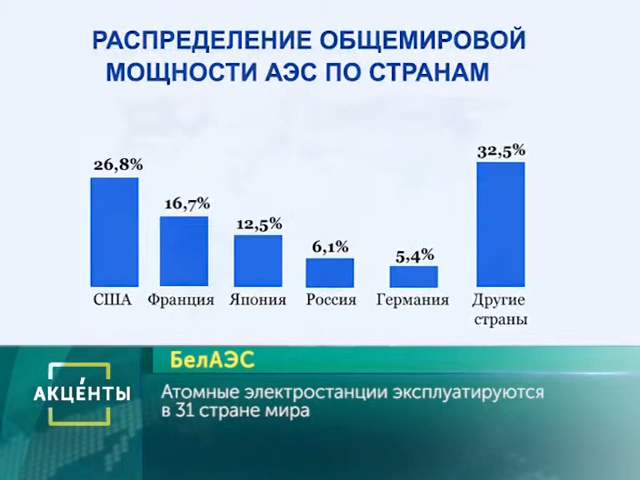 РАСПРЕДЕЛЕНИЕ ОБЩЕМИРОВОЙ
МОЩНОСТИ АЭС ПО СТРАНАМ
26,8%
16,7%
12,5%
6,1%
5,4%
32,5%
США
Франция
Япония
Россия
Германия
Другие
страны
БелАЭС
АКЦЕНТЫ
Атомные электростанции эксплуатируются
в 31 стране мира